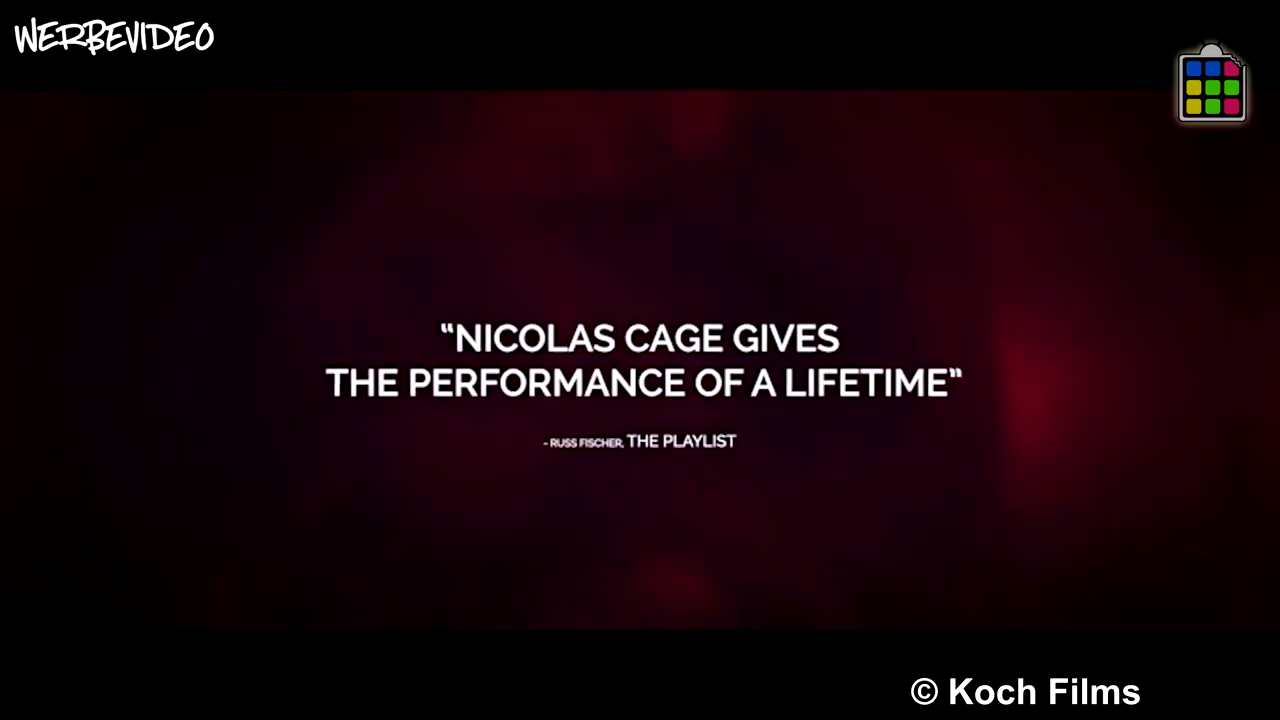 WERBEVIDEO
“NICOLAS CAGE GIVES
THE PERFORMANCE OF A LIFETIME”
- RUSS FISCHER, THE PLAYLIST
© Koch Films